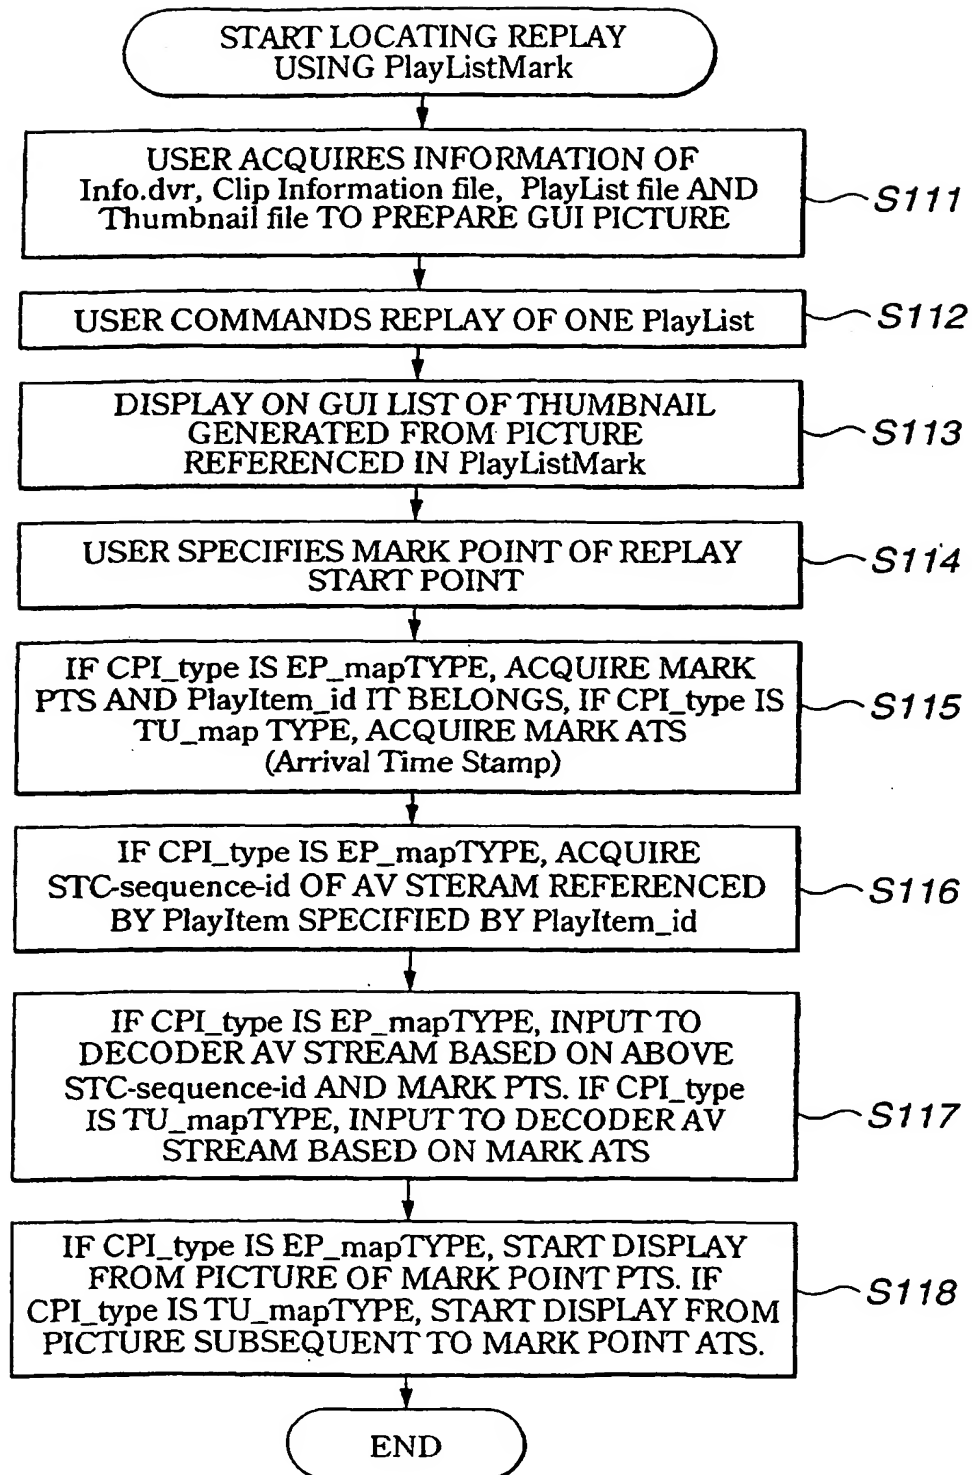 START LOCATING REPLAY
USING PlayListMark
USER ACQUIRES INFORMATION OF
Info.dvr, Clip Information file, PlayList file AND
Thumbnail file TO PREPARE GUI PICTURE
S111
USER COMMANDS REPLAY OF ONE PlayList
S112
DISPLAY ON GUI LIST OF THUMBNAIL
GENERATED FROM PICTURE
REFERENCED IN PlayListMark
S113
USER SPECIFIES MARK POINT OF REPLAY
START POINT
S114
IF CPI_type IS EP_mapTYPE, ACQUIRE MARK
PTS AND PlayItem_id IT BELONGS, IF CPI_type IS
TU_map TYPE, ACQUIRE MARK ATS
(Arrival Time Stamp)
S115
IF CPI_type IS EP_mapTYPE, ACQUIRE
STC-sequence-id OF AV STERAM REFERENCED
BY PlayItem SPECIFIED BY PlayItem_id
S116
IF CPI_type IS EP_mapTYPE, INPUT TO
DECODER AV STREAM BASED ON ABOVE
STC-sequence-id AND MARK PTS. IF CPI_type
IS TU_mapTYPE, INPUT TO DECODER AV
STREAM BASED ON MARK ATS
S117
IF CPI_type IS EP_mapTYPE, START DISPLAY
FROM PICTURE OF MARK POINT PTS. IF
CPI_type IS TU_mapTYPE, START DISPLAY FROM
PICTURE SUBSEQUENT TO MARK POINT ATS.
S118
END